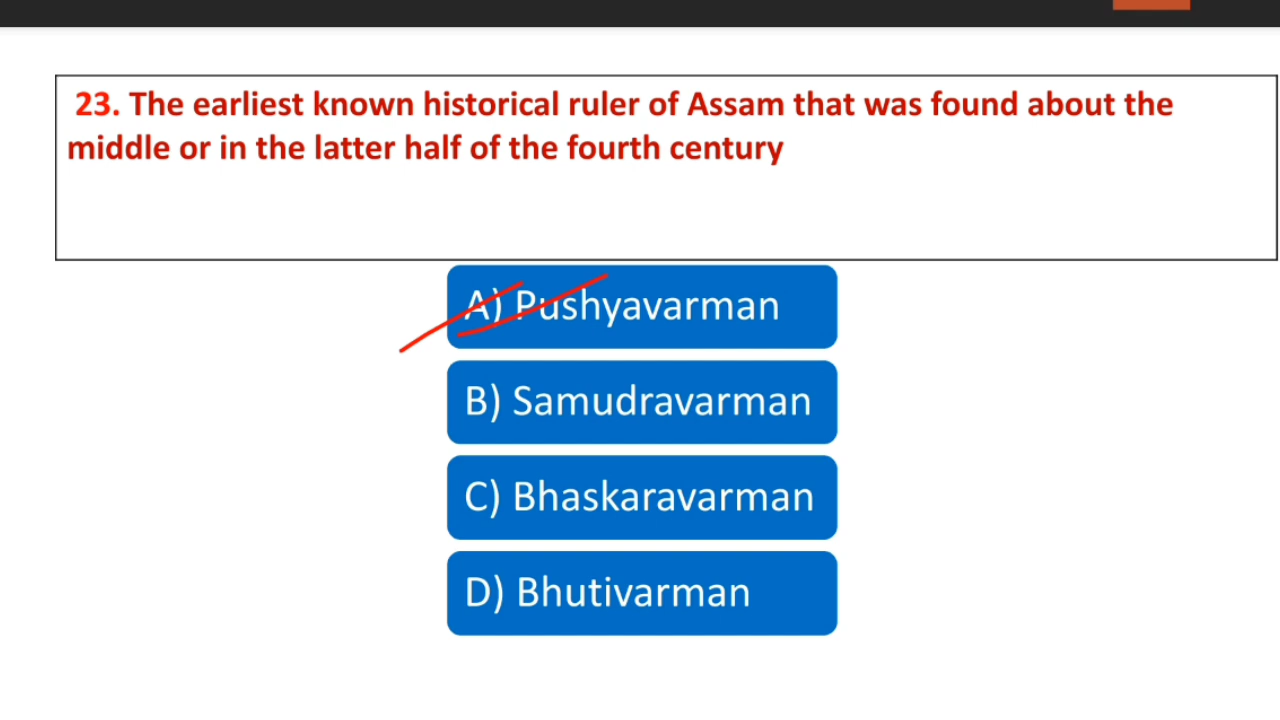 23. The earliest known historical ruler of Assam that was found about the
middle or in the latter half of the fourth century
A) Pushyavarman
B) Samudravarman
C) Bhaskaravarman
D) Bhutivarman